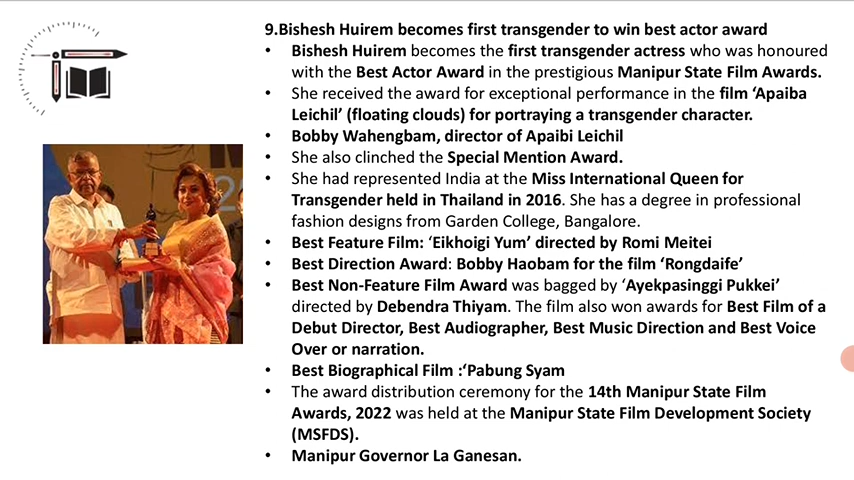 9.Bishesh Huirem becomes first transgender to win best actor award
• Bishesh Huirem becomes the first transgender actress who was honoured
with the Best Actor Award in the prestigious Manipur State Film Awards.
• She received the award for exceptional performance in the film ‘Apaiba
Leichil’ (floating clouds) for portraying a transgender character.
• Bobby Wahengbam, director of Apaibi Leichil
• She also clinched the Special Mention Award.
• She had represented India at the Miss International Queen for
Transgender held in Thailand in 2016. She has a degree in professional
fashion designs from Garden College, Bangalore.
• Best Feature Film: ‘Eikhoigi Yum’ directed by Romi Meitei
• Best Direction Award: Bobby Haobam for the film ‘Rongdaife’
• Best Non-Feature Film Award was bagged by ‘Ayekpasinggi Pukkei’
directed by Debendra Thiyam. The film also won awards for Best Film of a
Debut Director, Best Audiographer, Best Music Direction and Best Voice
Over or narration.
• Best Biographical Film :‘Pabung Syam
• The award distribution ceremony for the 14th Manipur State Film
Awards, 2022 was held at the Manipur State Film Development Society
(MSFDS).
• Manipur Governor La Ganesan.